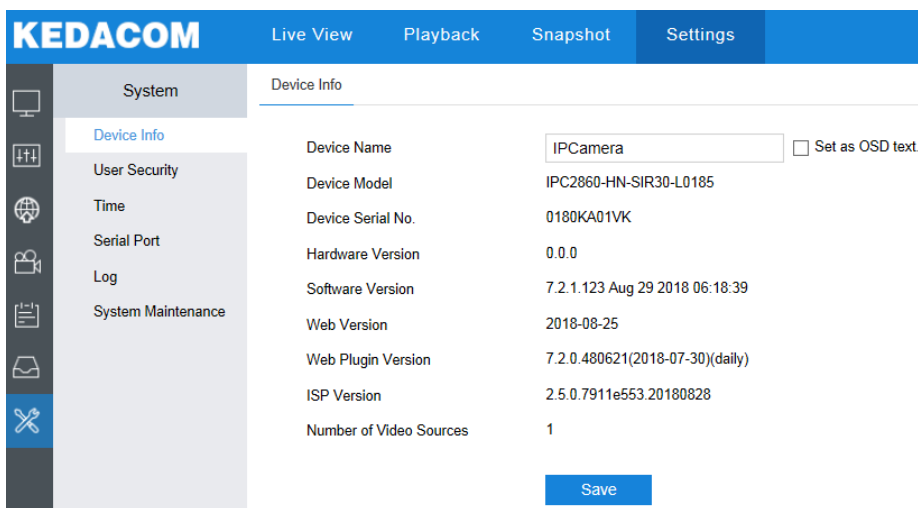 KEDACOM Live View Playback Snapshot Settings
System
Device Info
User Security
Time
Serial Port
Log
System Maintenance
Device Info
Device Name IPCamera Set as OSD text.
Device Model IPC2860-HN-SIR30-L0185
Device Serial No. 0180KA01VK
Hardware Version 0.0.0
Software Version 7.2.1.123 Aug 29 2018 06:18:39
Web Version 2018-08-25
Web Plugin Version 7.2.0.480621(2018-07-30)(daily)
ISP Version 2.5.0.7911e553.20180828
Number of Video Sources 1
Save